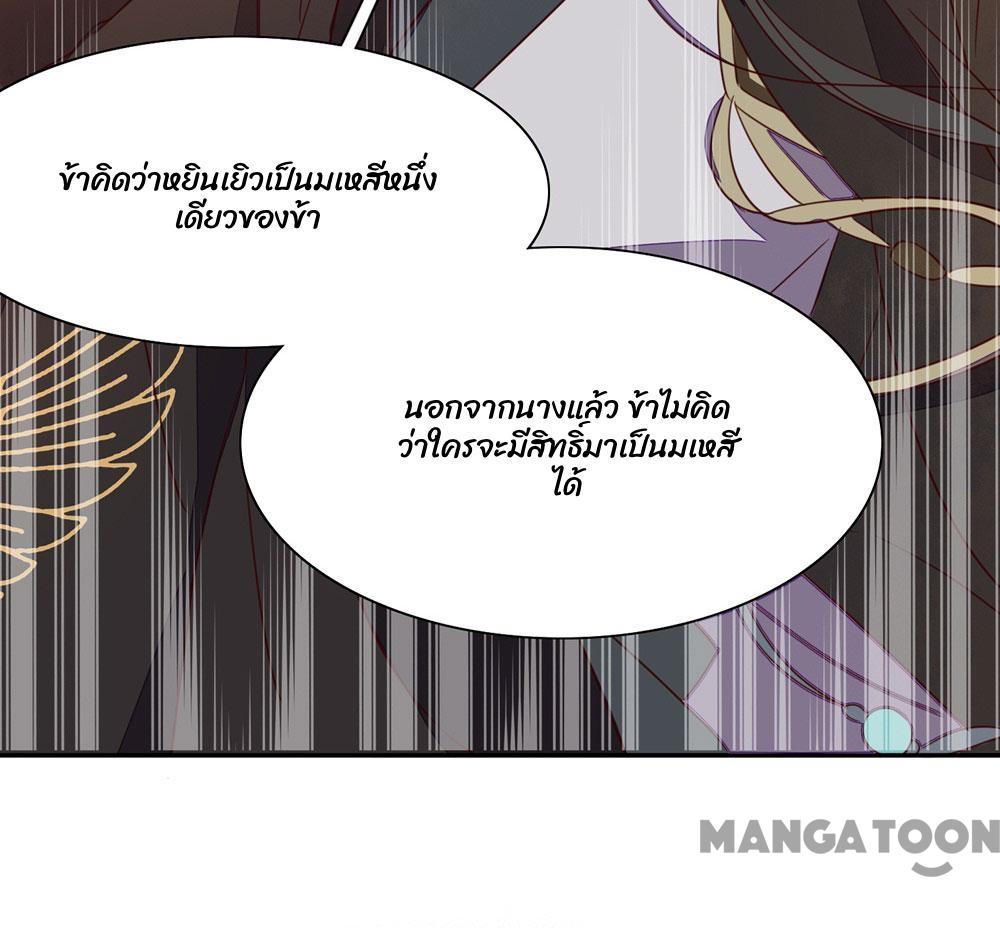 ข้าคิดว่าหยินเยิวเป็นมเหสีหนึ่ง
เดียวของข้า
นอกจากนางแล้ว ข้าไม่คิด
ว่าใครจะมีสิทธิ์มาเป็นมเหสี
ได้
MANGATOON